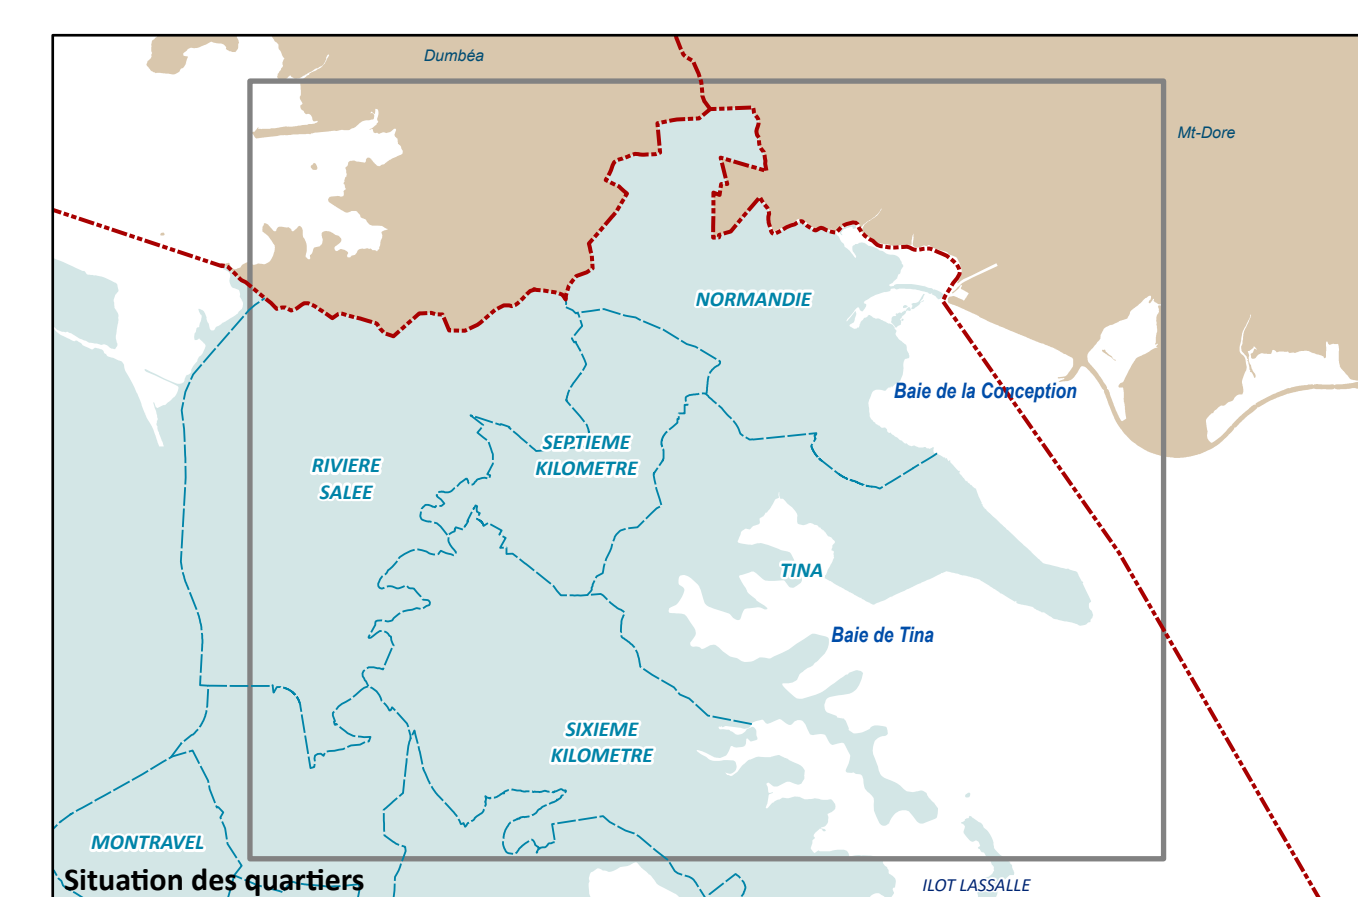 Dumbéa
Mt-Dore
NORMANDIE
Baie de la Conception
SEPTIEME
KILOMETRE
RIVIERE
SALEE
TINA
Baie de Tina
SIXIEME
KILOMETRE
MONTRAVEL
Situation des quartiers
ILOT LASSALLE